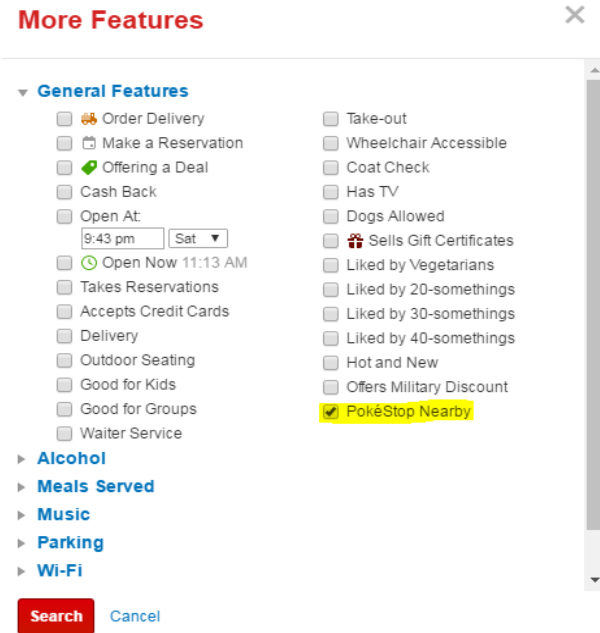 More Features
General Features
Order Delivery
Make a Reservation
Offering a Deal
Cash Back
Open At:
9:43 pm Sat
Open Now 11:13 AM
Takes Reservations
Accepts Credit Cards
Delivery
Outdoor Seating
Good for Kids
Good for Groups
Waiter Service
Take-out
Wheelchair Accessible
Coat Check
Has TV
Dogs Allowed
Sells Gift Certificates
Liked by Vegetarians
Liked by 20-somethings
Liked by 30-somethings
Liked by 40-somethings
Hot and New
Offers Military Discount
PokéStop Nearby
Alcohol
Meals Served
Music
Parking
Wi-Fi
Search Cancel